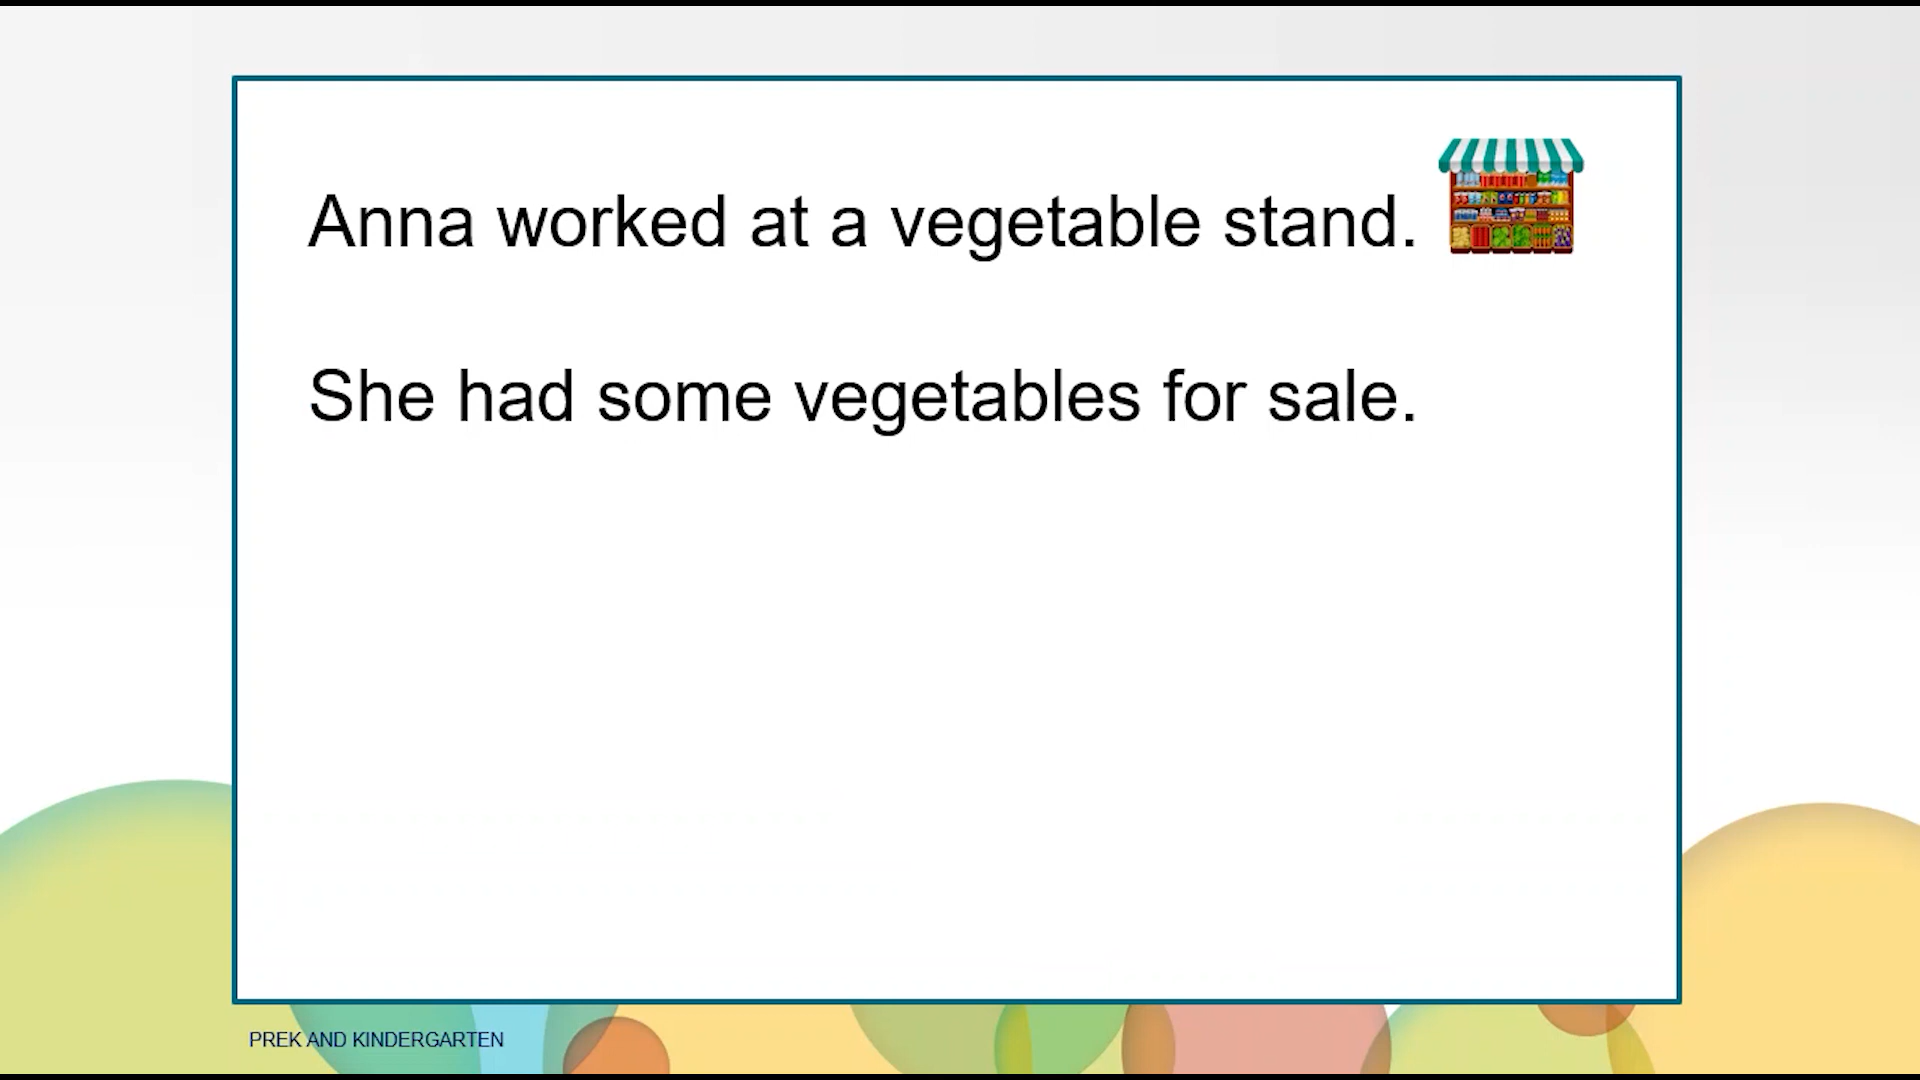 Anna worked at a vegetable stand.
She had some vegetables for sale.
PREK AND KINDERGARTEN